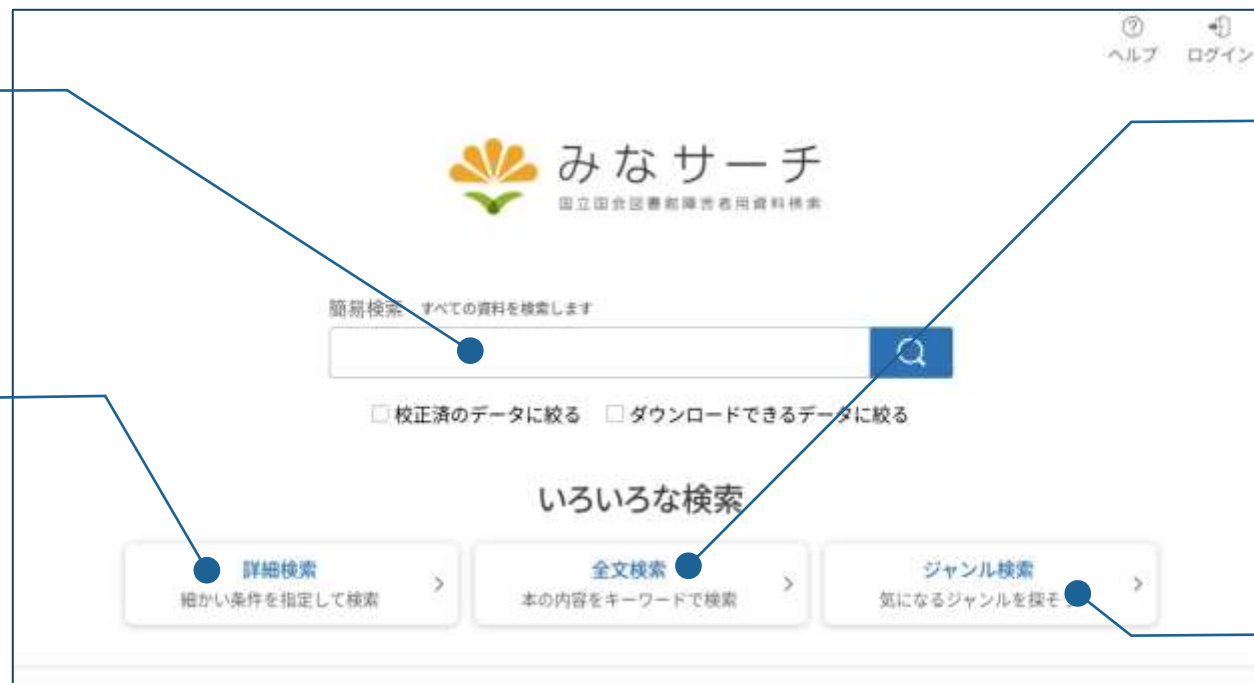 ヘルプ ログイン
みなサーチ
国立国会図書館障害者用資料検索
簡易検索 すべての資料を検索します
校正済のデータに絞る ダウンロードできるデータに絞る
いろいろな検索
詳細検索 全文検索 ジャンル検索
細かい条件を指定して検索 本の内容をキーワードで検索 気になるジャンルを探そ